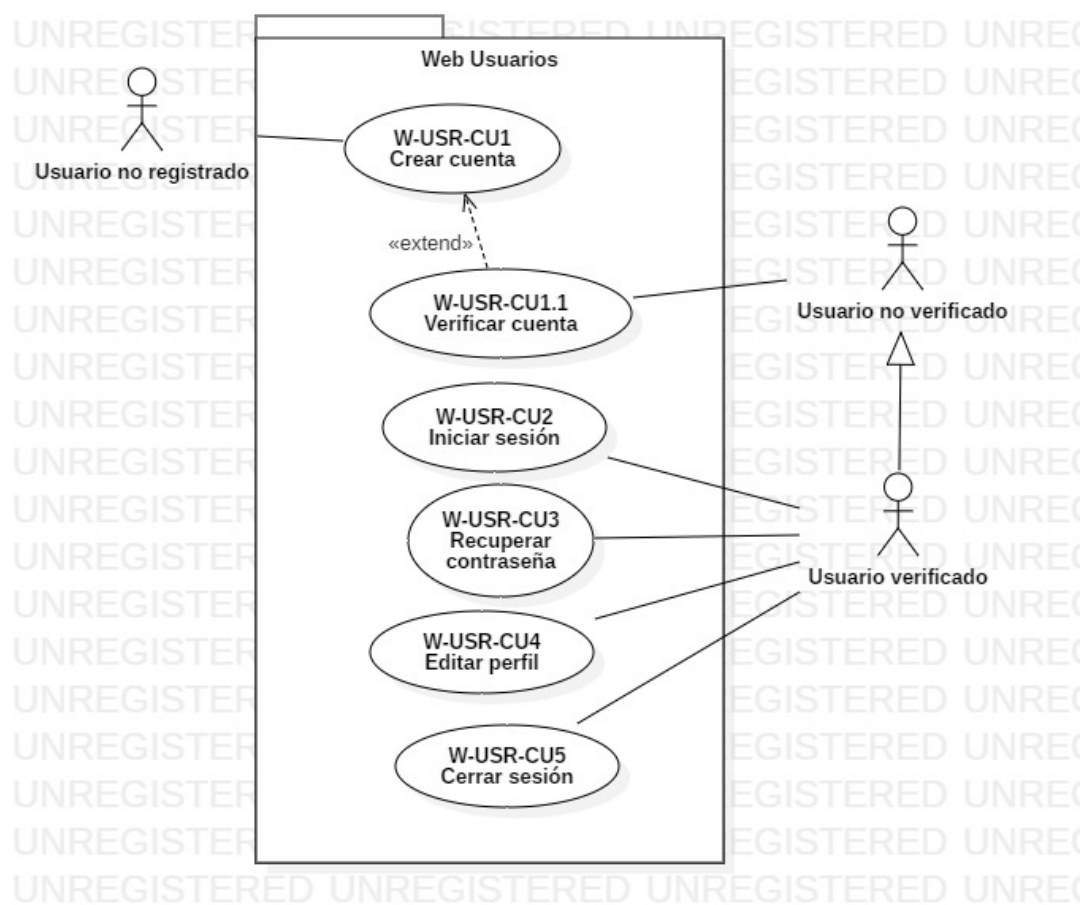 Web Usuarios
Usuario no registrado
W-USR-CU1
Crear cuenta
«extend»
W-USR-CU1.1
Verificar cuenta
Usuario no verificado
W-USR-CU2
Iniciar sesión
W-USR-CU3
Recuperar
contraseña
Usuario verificado
W-USR-CU4
Editar perfil
W-USR-CU5
Cerrar sesión
UNREGISTERED UNREGISTERED UNREGISTERED UNREG